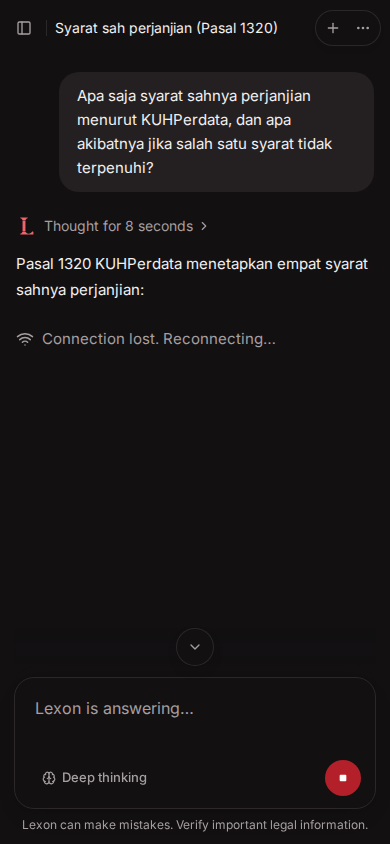 Syarat sah perjanjian (Pasal 1320)
Apa saja syarat sahnya perjanjian
menurut KUHPerdata, dan apa
akibatnya jika salah satu syarat tidak
terpenuhi?
L Thought for 8 seconds
Pasal 1320 KUHPerdata menetapkan empat syarat
sahnya perjanjian:
Connection lost. Reconnecting...
Lexon is answering...
Deep thinking
Lexon can make mistakes. Verify important legal information.